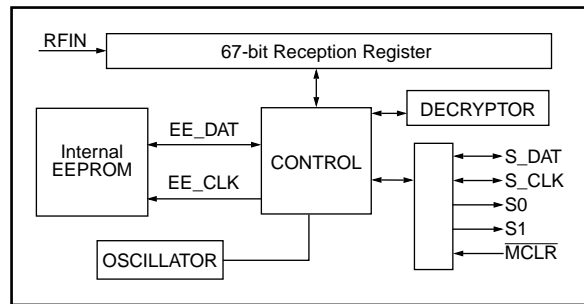 RFIN
67-bit Reception Register
DECRYPTOR
EE_DAT
Internal
EEPROM
CONTROL
EE_CLK
S_DAT
S_CLK
S0
S1
MCLR
OSCILLATOR